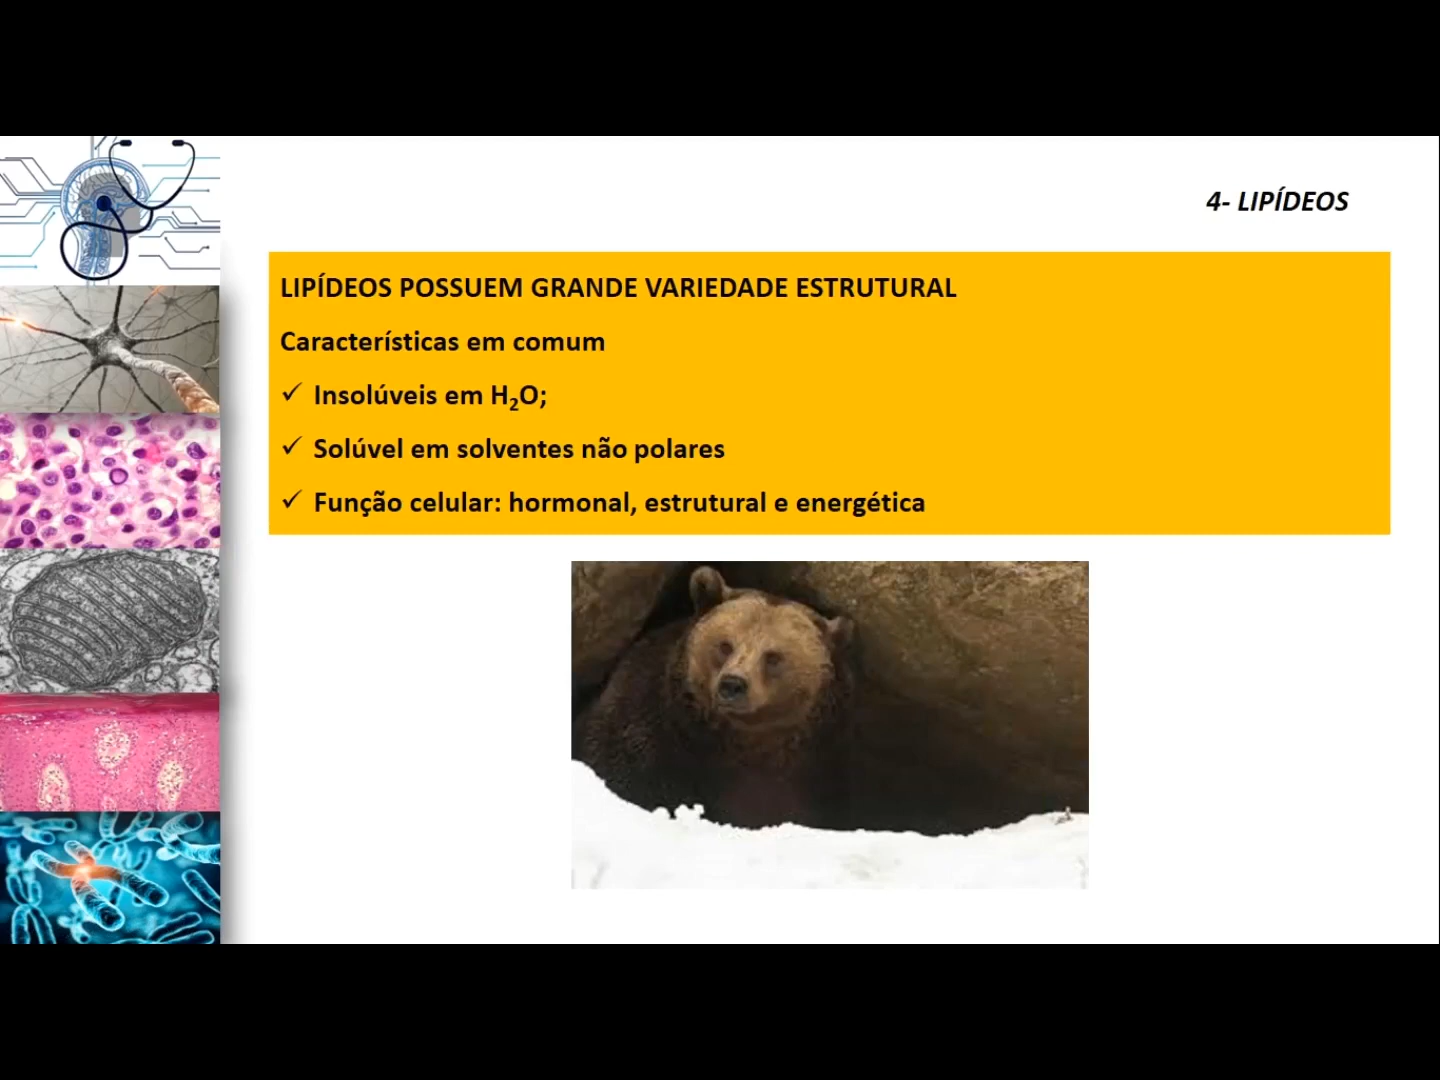 4- LIPÍDEOS
LIPÍDEOS POSSUEM GRANDE VARIEDADE ESTRUTURAL
Características em comum
✓ Insolúveis em H₂O;
✓ Solúvel em solventes não polares
✓ Função celular: hormonal, estrutural e energética